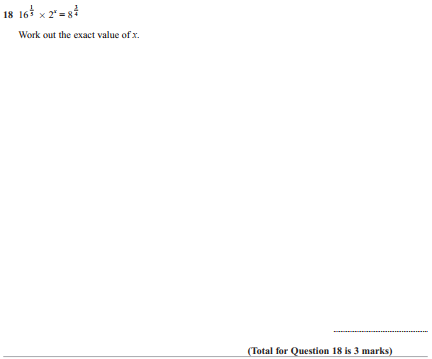 18 16^{1/5} × 2^x = 8^{3/4}
Work out the exact value of x.
(Total for Question 18 is 3 marks)